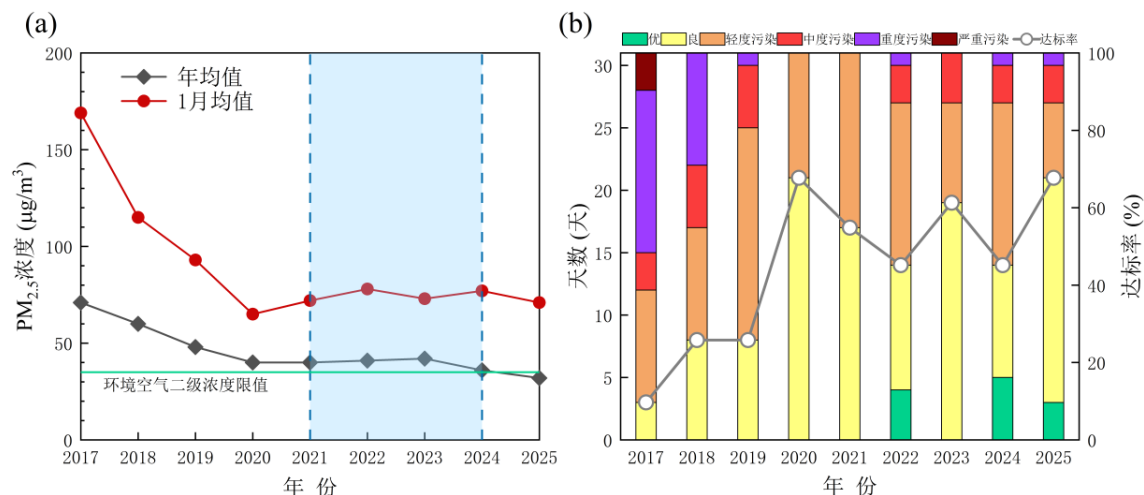 (a)
200
150
100
50
0
PM2.5浓度 (μg/m³)
年均值
1月均值
环境空气二级浓度限值
2017 2018 2019 2020 2021 2022 2023 2024 2025
年 份
(b)
优 良 轻度污染 中度污染 重度污染 严重污染 达标率
30
25
20
15
10
5
0
天数 (天)
100
80
60
40
20
0
达标率 (%)
2017 2018 2019 2020 2021 2022 2023 2024 2025
年 份